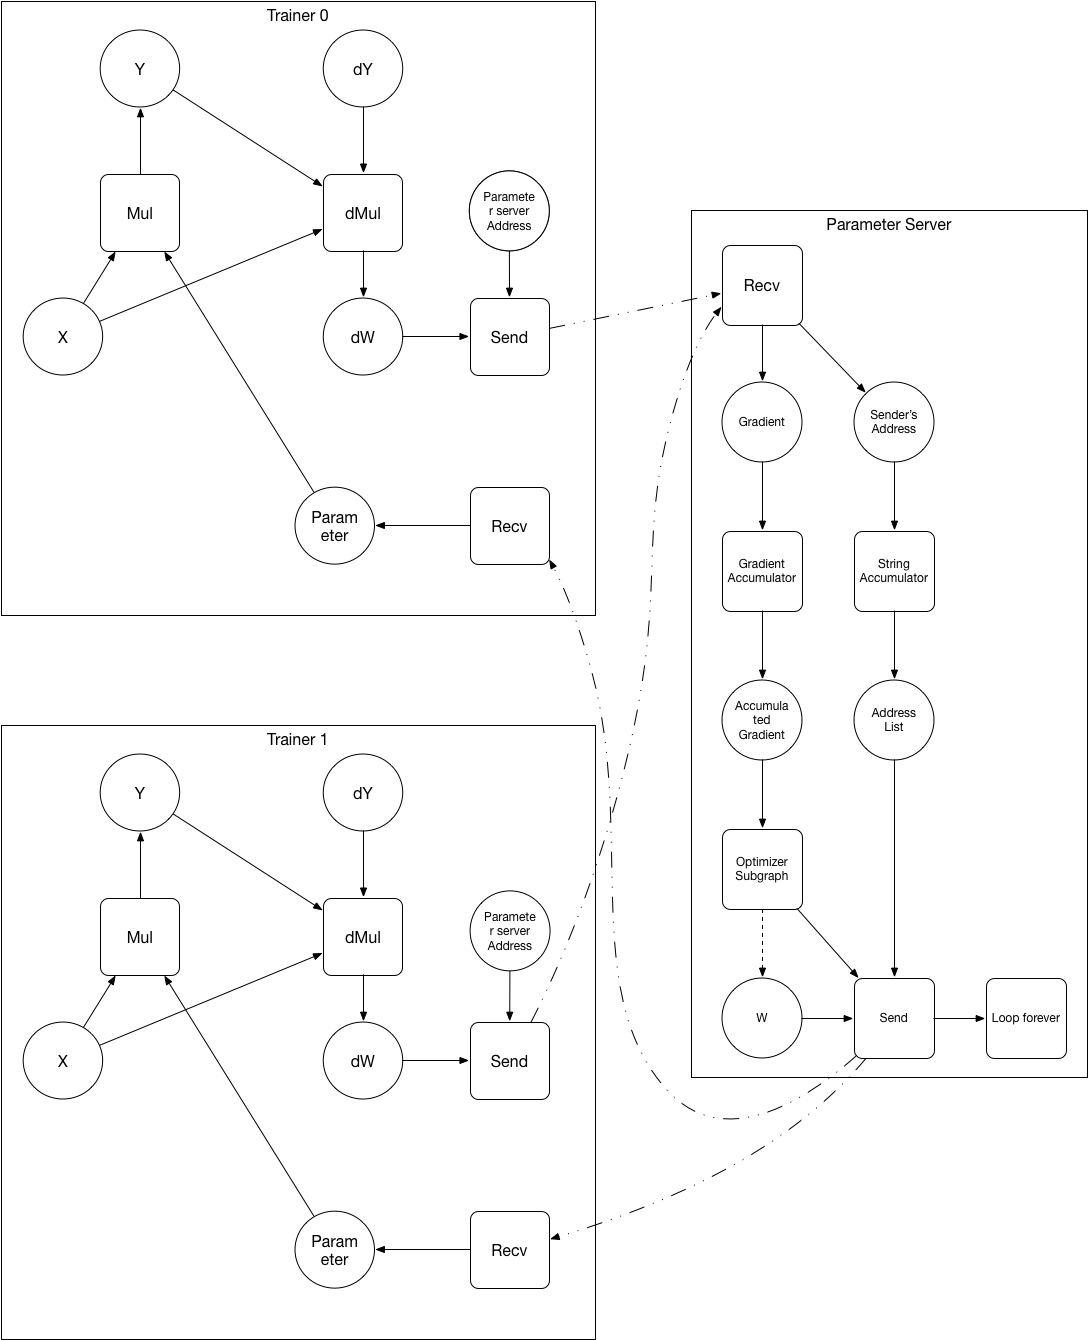 Trainer 0
Y
dY
Mul
dMul
Paramete
r server
Address
X
dW
Send
Param
eter
Recv
Parameter Server
Recv
Gradient
Sender's
Address
Gradient
Accumulator
String
Accumulator
Accumula
ted
Gradient
Address
List
Optimizer
Subgraph
W
Send
Loop forever
Trainer 1
Y
dY
Mul
dMul
Paramete
r server
Address
X
dW
Send
Param
eter
Recv